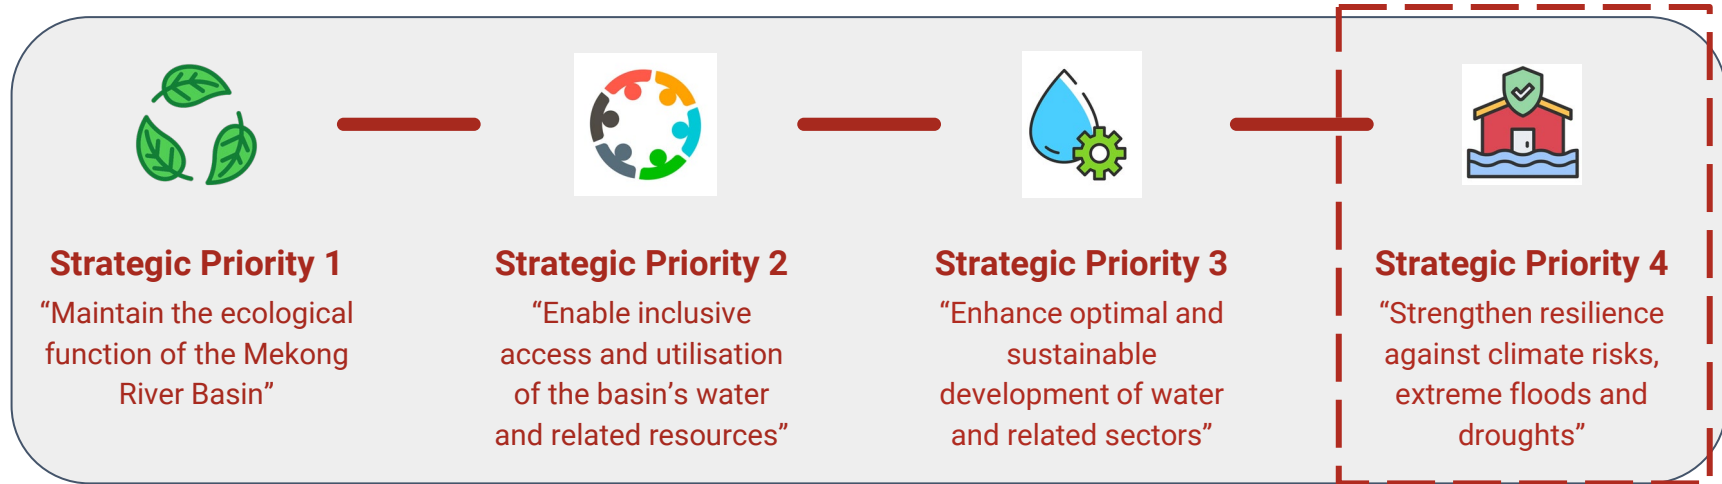 Strategic Priority 1
“Maintain the ecological
function of the Mekong
River Basin”
Strategic Priority 2
“Enable inclusive
access and utilisation
of the basin’s water
and related resources”
Strategic Priority 3
“Enhance optimal and
sustainable
development of water
and related sectors”
Strategic Priority 4
“Strengthen resilience
against climate risks,
extreme floods and
droughts”